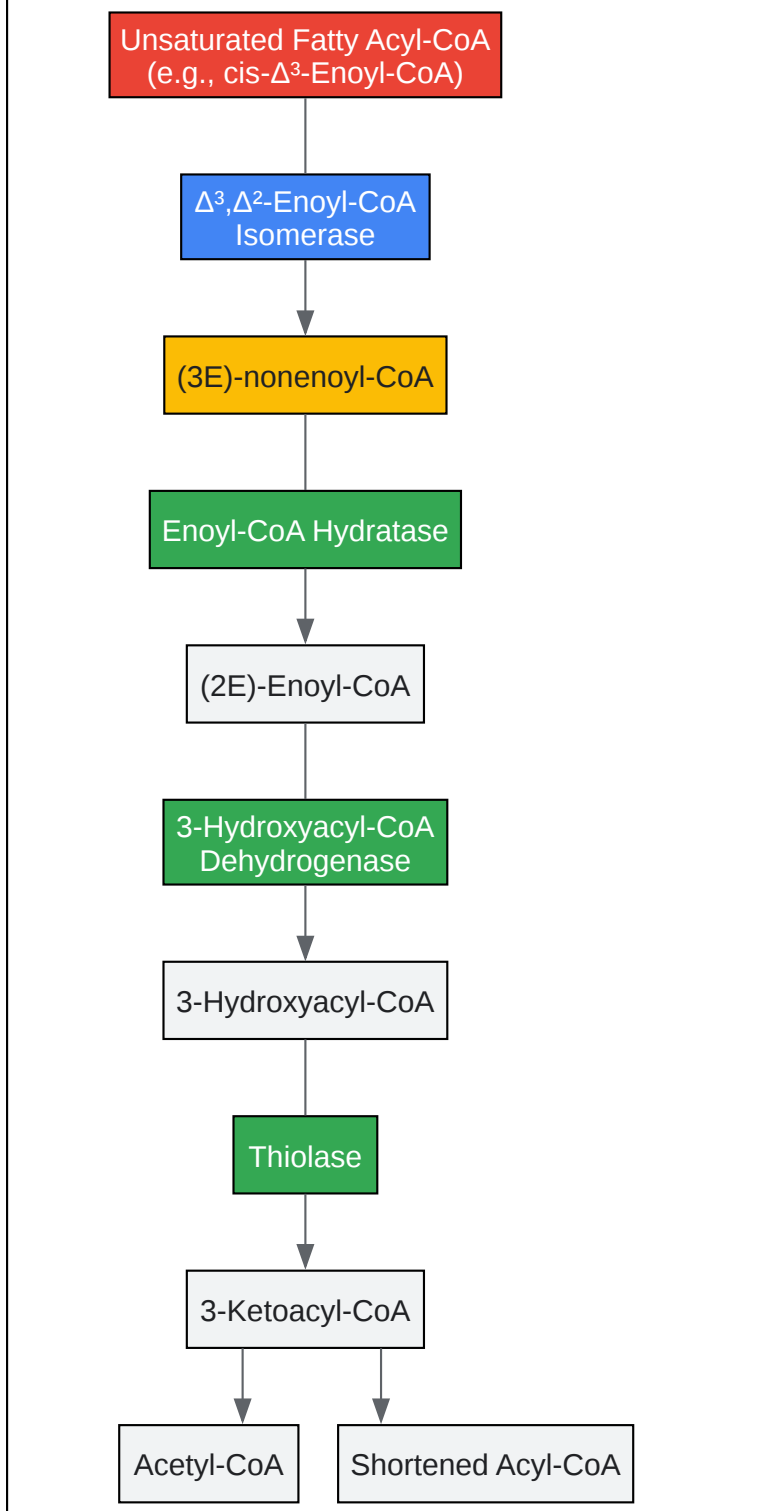 Unsaturated Fatty Acyl-CoA
(e.g., cis-Δ³-Enoyl-CoA)
Δ³,Δ²-Enoyl-CoA
Isomerase
(3E)-nonenoyl-CoA
Enoyl-CoA Hydratase
(2E)-Enoyl-CoA
3-Hydroxyacyl-CoA
Dehydrogenase
3-Hydroxyacyl-CoA
Thiolase
3-Ketoacyl-CoA
Acetyl-CoA
Shortened Acyl-CoA